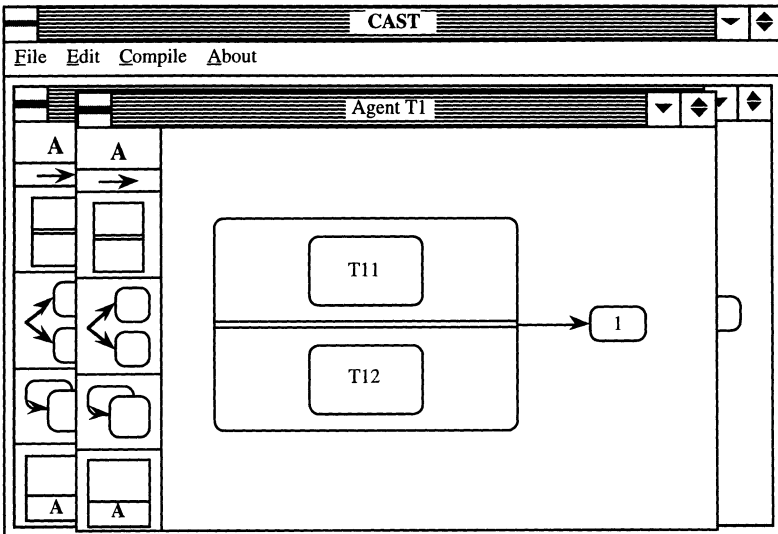 CAST
File Edit Compile About
Agent T1
A
A
T11
1
T12
A
A